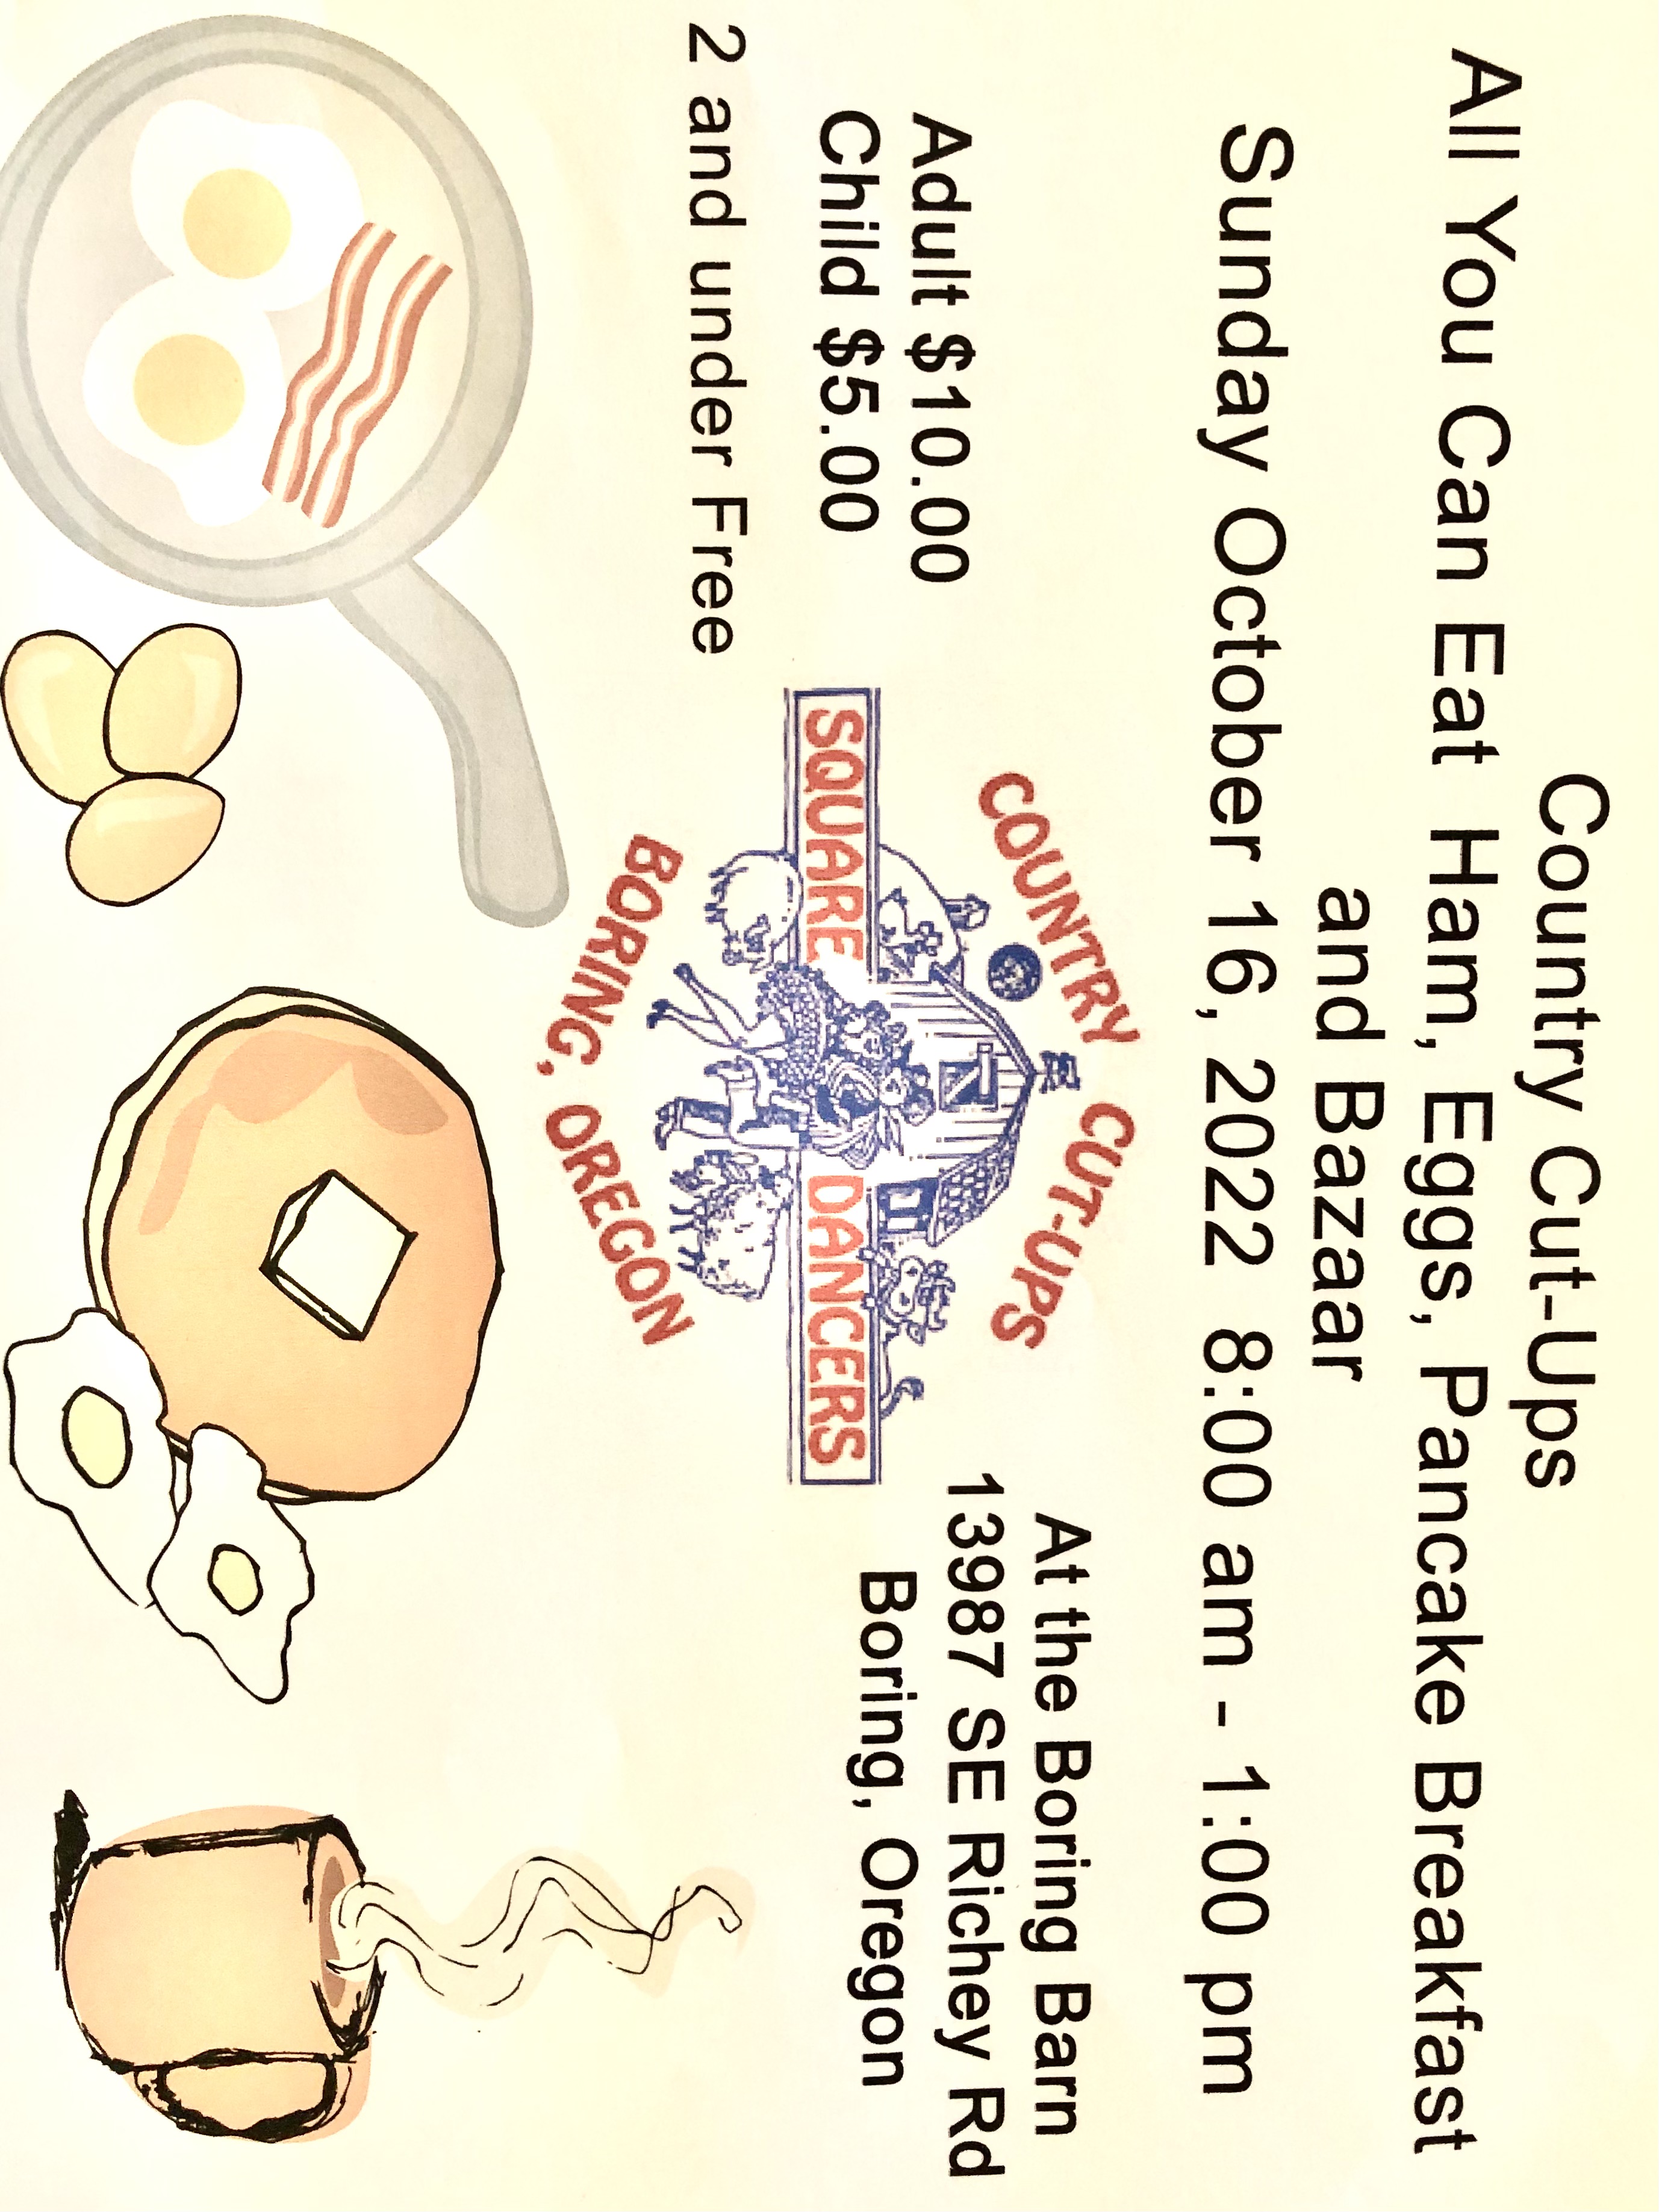 Country Cut-Ups
All You Can Eat Ham, Eggs, Pancake Breakfast
and Bazaar
Sunday October 16, 2022 8:00 am - 1:00 pm
COUNTRY CUT-UPS
SQUARE DANCERS
BORING, OREGON
Adult $10.00
Child $5.00
2 and under Free
At the Boring Barn
13987 SE Richey Rd
Boring, Oregon